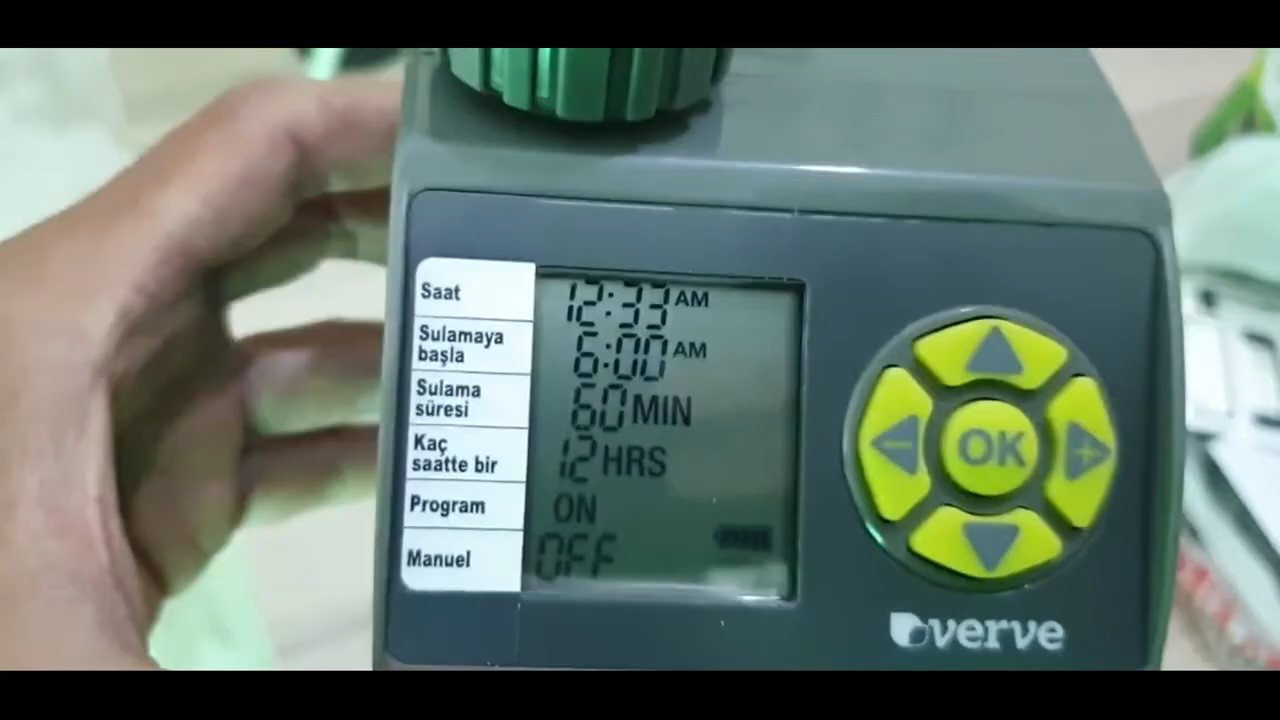 Saat 12:33 AM
Sulamaya başla 6:00 AM
Sulama süresi 60 MIN
Kaç saatte bir 12 HRS
Program ON
Manuel OFF
− OK +
verve